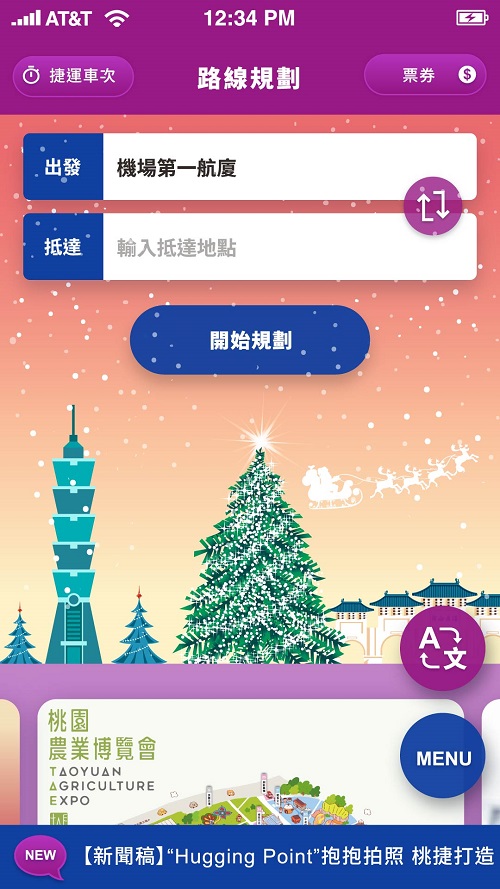 AT&T 12:34 PM
捷運車次 路線規劃 票券 $
出發 機場第一航廈
抵達 輸入抵達地點
開始規劃
A文
桃園
農業博覽會
TAOYUAN
AGRICULTURE
EXPO
MENU
NEW 【新聞稿】“Hugging Point”抱抱拍照 桃捷打造